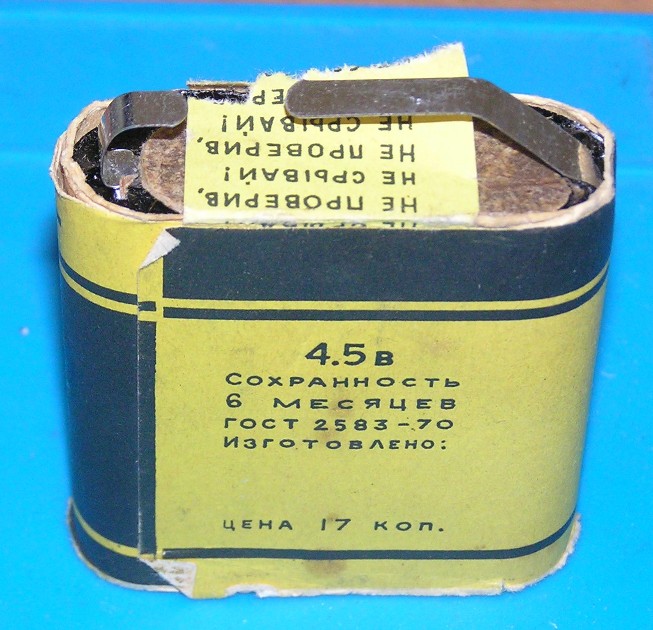 НЕ ПРОВЕРИВ,
НЕ СРЫВАЙ!
НЕ ПРОВЕРИВ,
НЕ СРЫВАЙ!
4.5 В
СОХРАННОСТЬ
6 МЕСЯЦЕВ
ГОСТ 2583-70
ИЗГОТОВЛЕНО:
ЦЕНА 17 КОП.